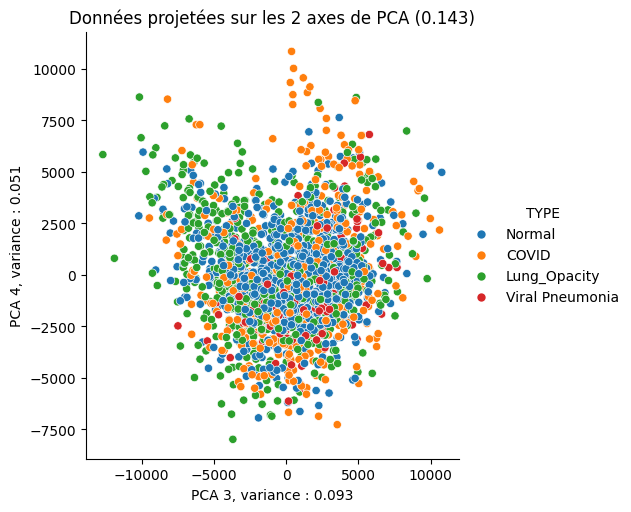 Données projetées sur les 2 axes de PCA (0.143)
10000
7500
5000
2500
0
−2500
−5000
−7500
PCA 4, variance : 0.051
−10000
−5000
0
5000
10000
PCA 3, variance : 0.093
TYPE
Normal
COVID
Lung_Opacity
Viral Pneumonia